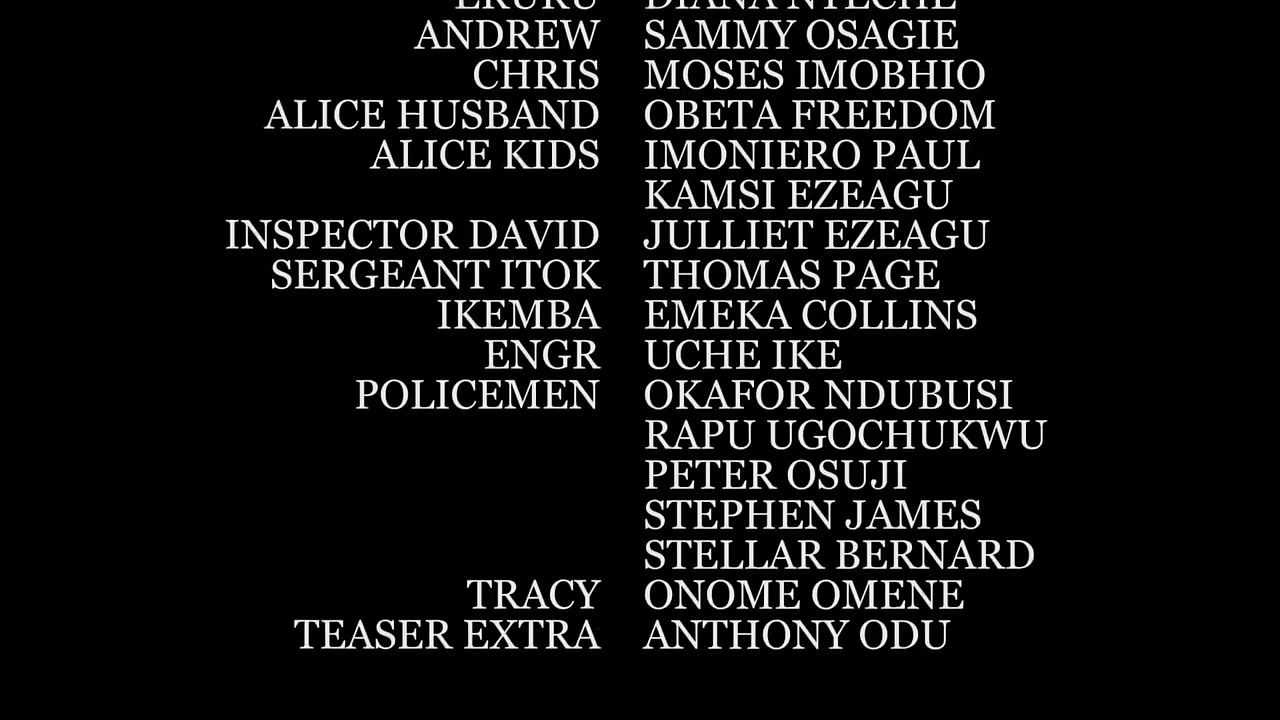 ANDREW SAMMY OSAGIE
CHRIS MOSES IMOBHIO
ALICE HUSBAND OBETA FREEDOM
ALICE KIDS IMONIERO PAUL
KAMSI EZEAGU
INSPECTOR DAVID JULLIET EZEAGU
SERGEANT ITOK THOMAS PAGE
IKEMBA EMEKA COLLINS
ENGR UCHE IKE
POLICEMEN OKAFOR NDUBUSI
RAPU UGOCHUKWU
PETER OSUJI
STEPHEN JAMES
STELLAR BERNARD
TRACY ONOME OMENE
TEASER EXTRA ANTHONY ODU